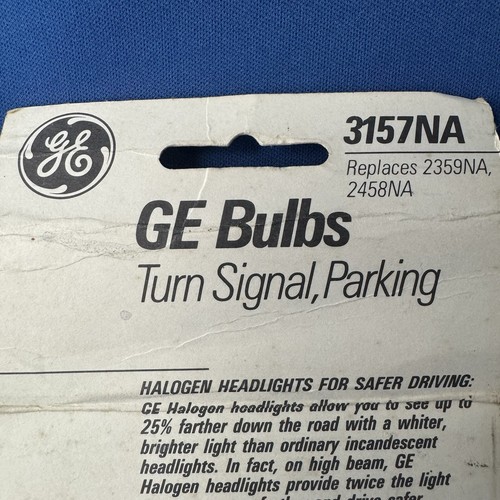 GE
3157NA
Replaces 2359NA,
2458NA
GE Bulbs
Turn Signal, Parking
HALOGEN HEADLIGHTS FOR SAFER DRIVING:
GE Halogen headlights allow you to see up to
25% farther down the road with a whiter,
brighter light than ordinary incandescent
headlights. In fact, on high beam, GE
Halogen headlights provide twice the light